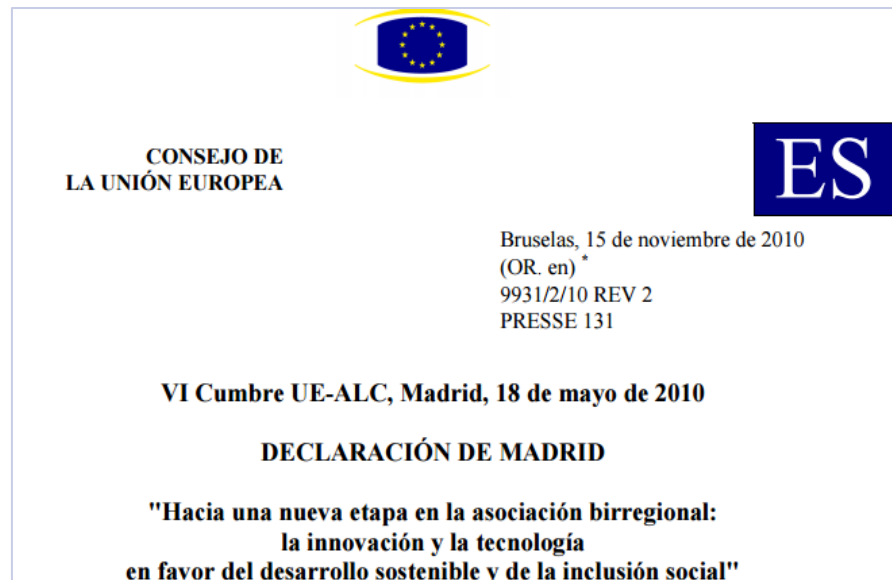 CONSEJO DE
LA UNIÓN EUROPEA
ES
Bruselas, 15 de noviembre de 2010
(OR. en) *
9931/2/10 REV 2
PRESSE 131
VI Cumbre UE-ALC, Madrid, 18 de mayo de 2010
DECLARACIÓN DE MADRID
"Hacia una nueva etapa en la asociación birregional:
la innovación y la tecnología
en favor del desarrollo sostenible y de la inclusión social"